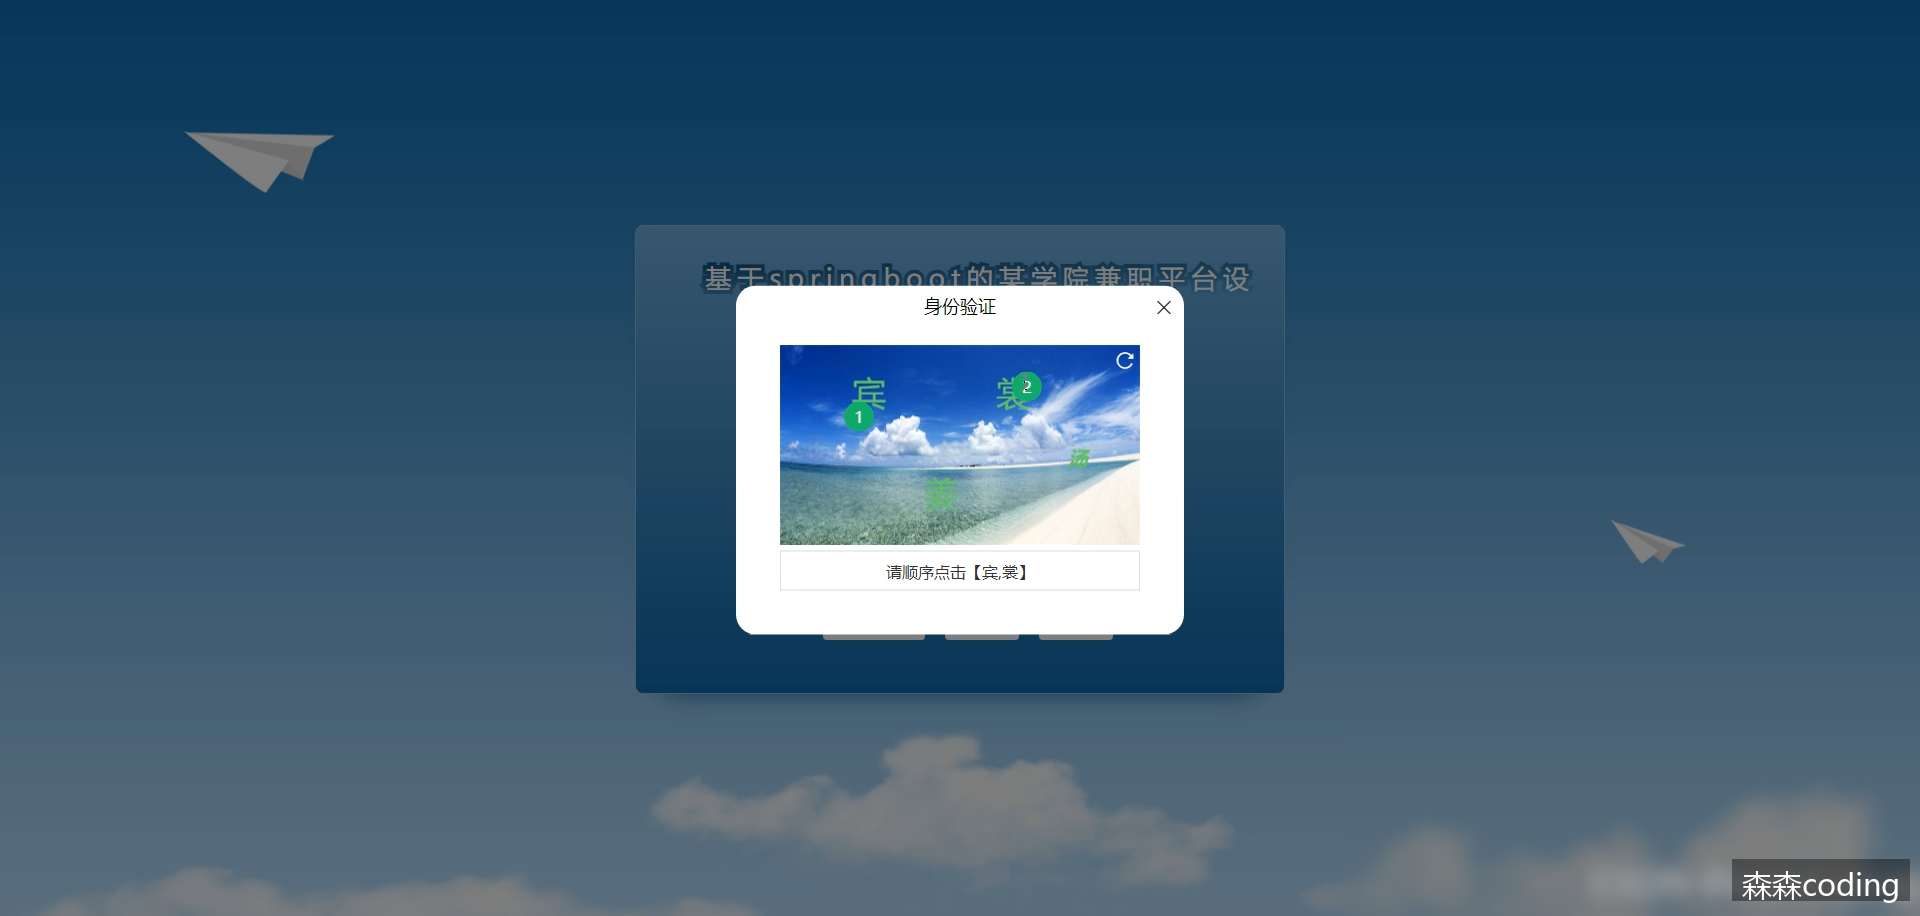 基于springboot的某学院兼职平台设
身份验证
宾
裳
2
1
汤
姜
请顺序点击【宾,裳】
森森coding